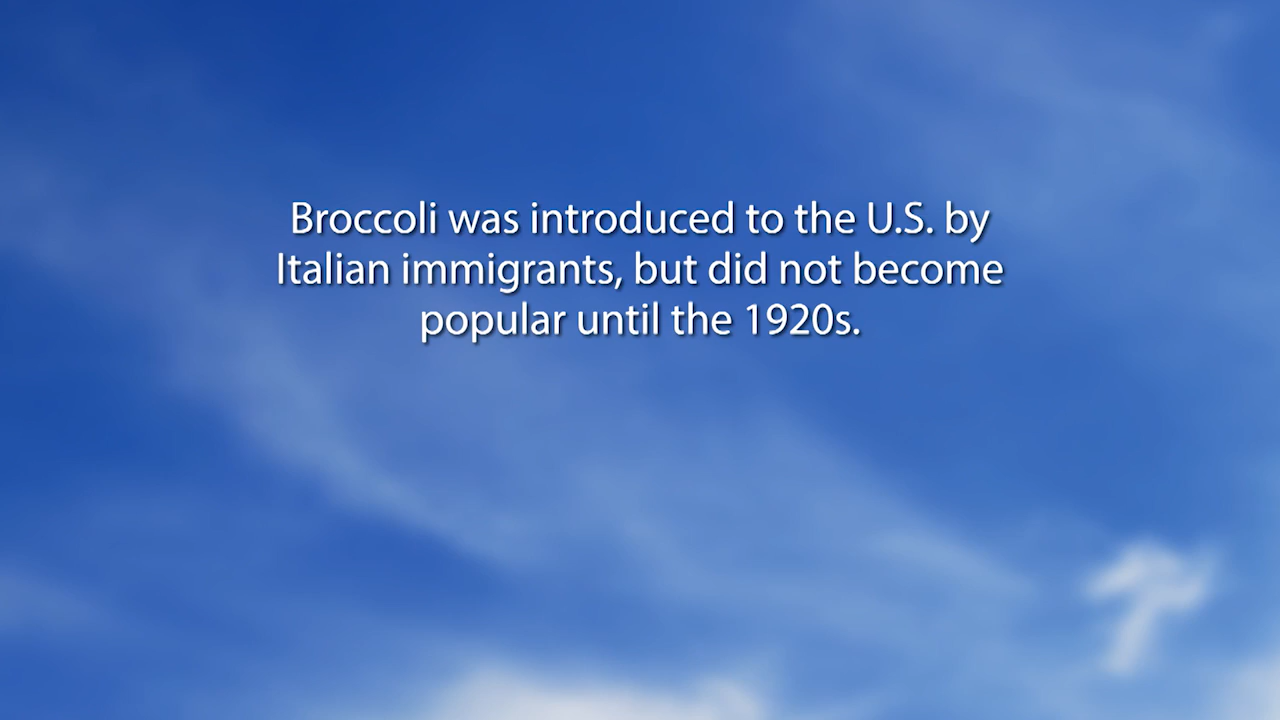 Broccoli was introduced to the U.S. by
Italian immigrants, but did not become
popular until the 1920s.